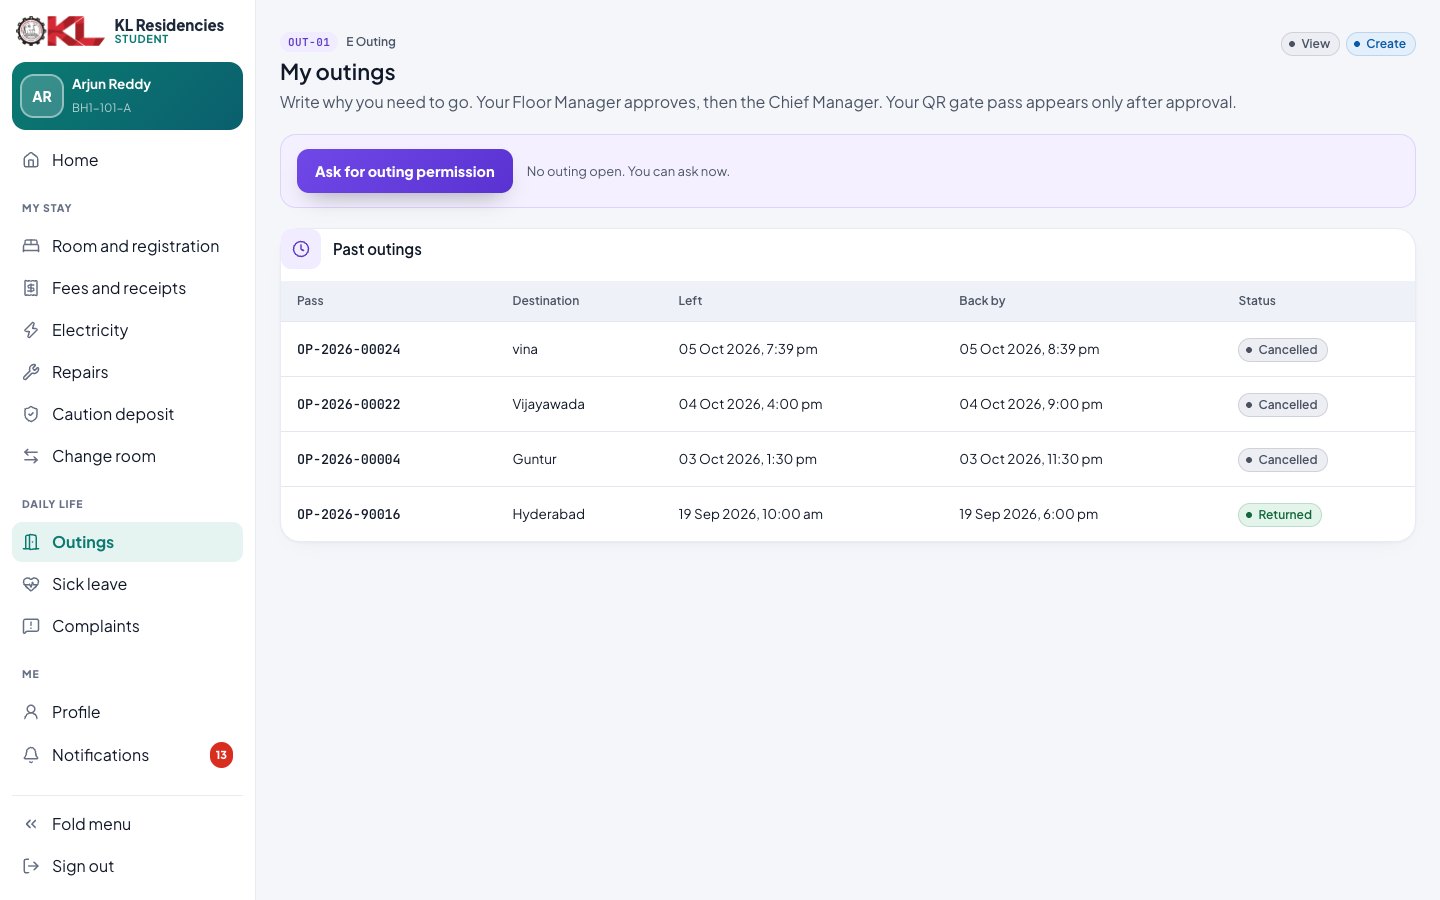 KL
KL Residencies
STUDENT
AR
Arjun Reddy
BH1-101-A
Home
MY STAY
Room and registration
Fees and receipts
Electricity
Repairs
Caution deposit
Change room
DAILY LIFE
Outings
Sick leave
Complaints
ME
Profile
Notifications 13
Fold menu
Sign out
OUT-01 E Outing
View Create
My outings
Write why you need to go. Your Floor Manager approves, then the Chief Manager. Your QR gate pass appears only after approval.
Ask for outing permission No outing open. You can ask now.
Past outings
Pass Destination Left Back by Status
OP-2026-00024 vina 05 Oct 2026, 7:39 pm 05 Oct 2026, 8:39 pm Cancelled
OP-2026-00022 Vijayawada 04 Oct 2026, 4:00 pm 04 Oct 2026, 9:00 pm Cancelled
OP-2026-00004 Guntur 03 Oct 2026, 1:30 pm 03 Oct 2026, 11:30 pm Cancelled
OP-2026-90016 Hyderabad 19 Sep 2026, 10:00 am 19 Sep 2026, 6:00 pm Returned